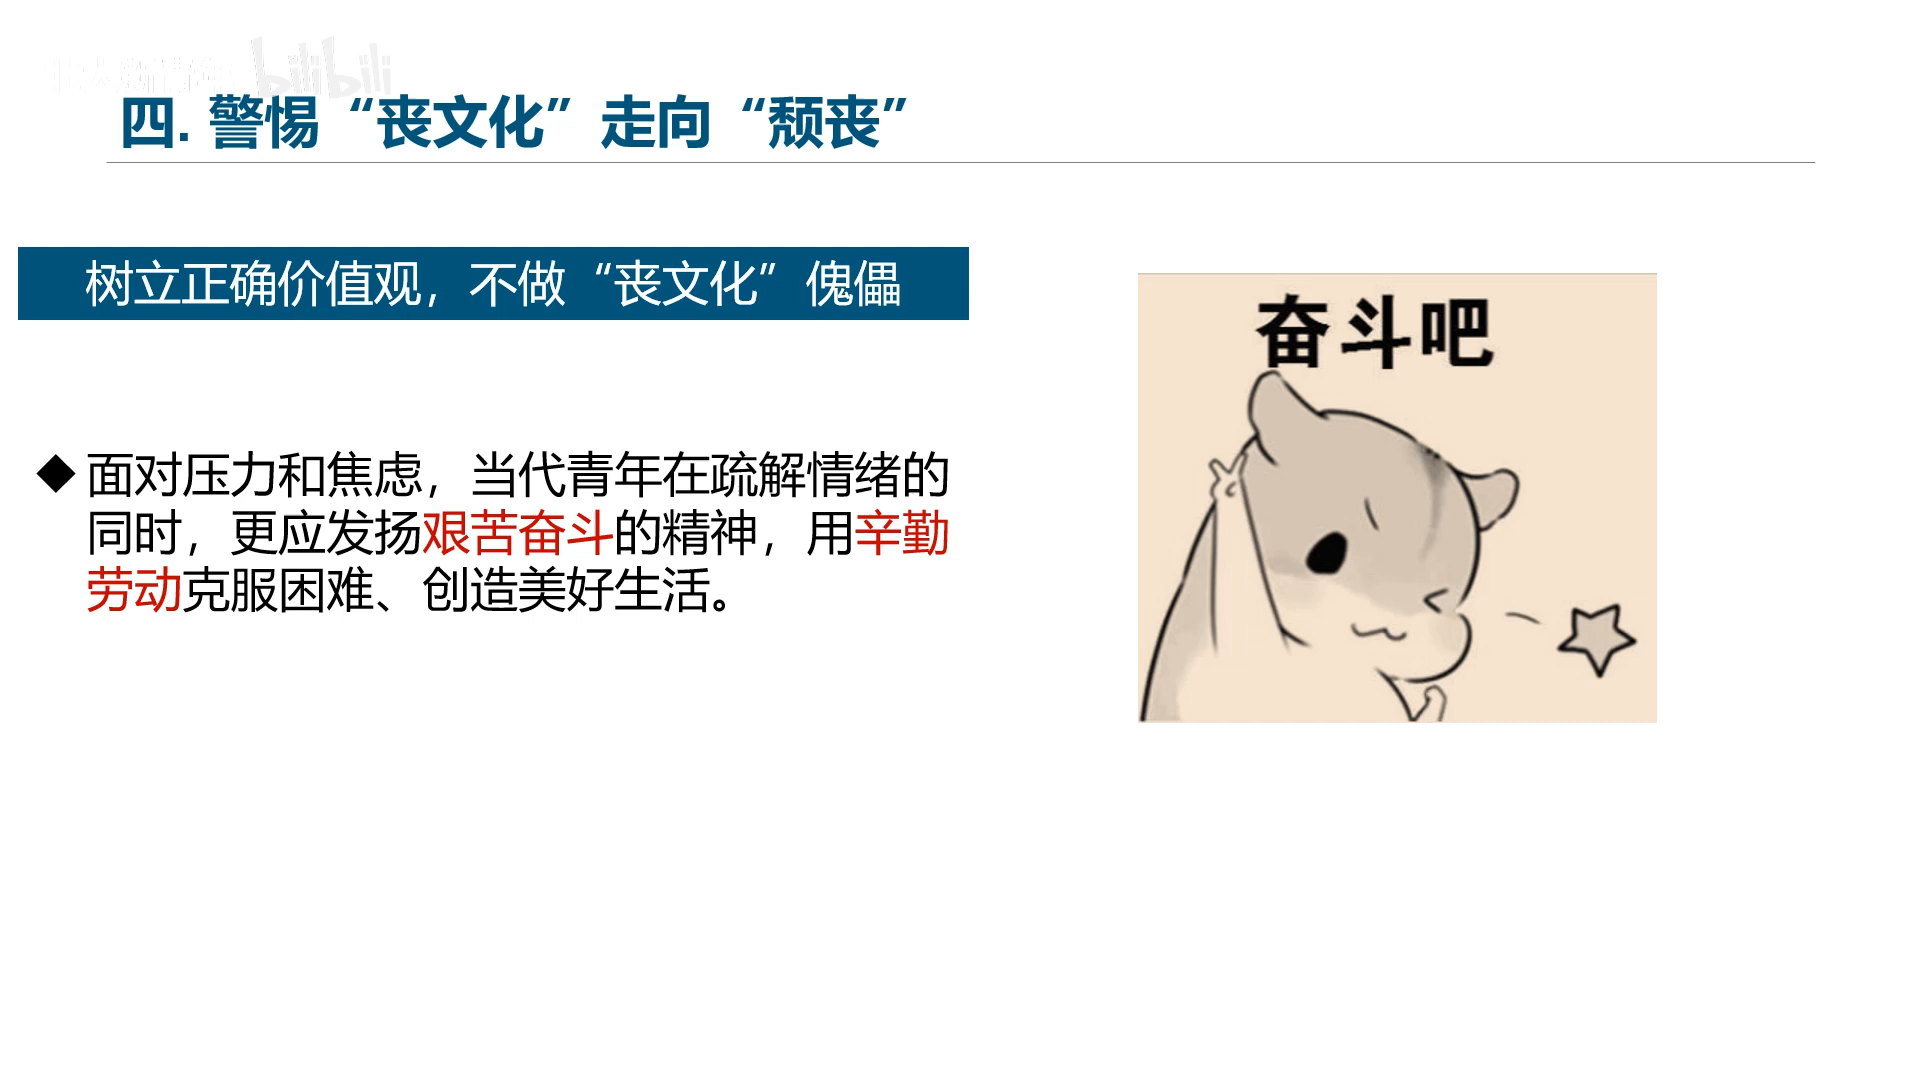 bilibili
四. 警惕“丧文化”走向“颓丧”
树立正确价值观，不做“丧文化”傀儡
奋斗吧
◆面对压力和焦虑，当代青年在疏解情绪的
同时，更应发扬艰苦奋斗的精神，用辛勤
劳动克服困难、创造美好生活。